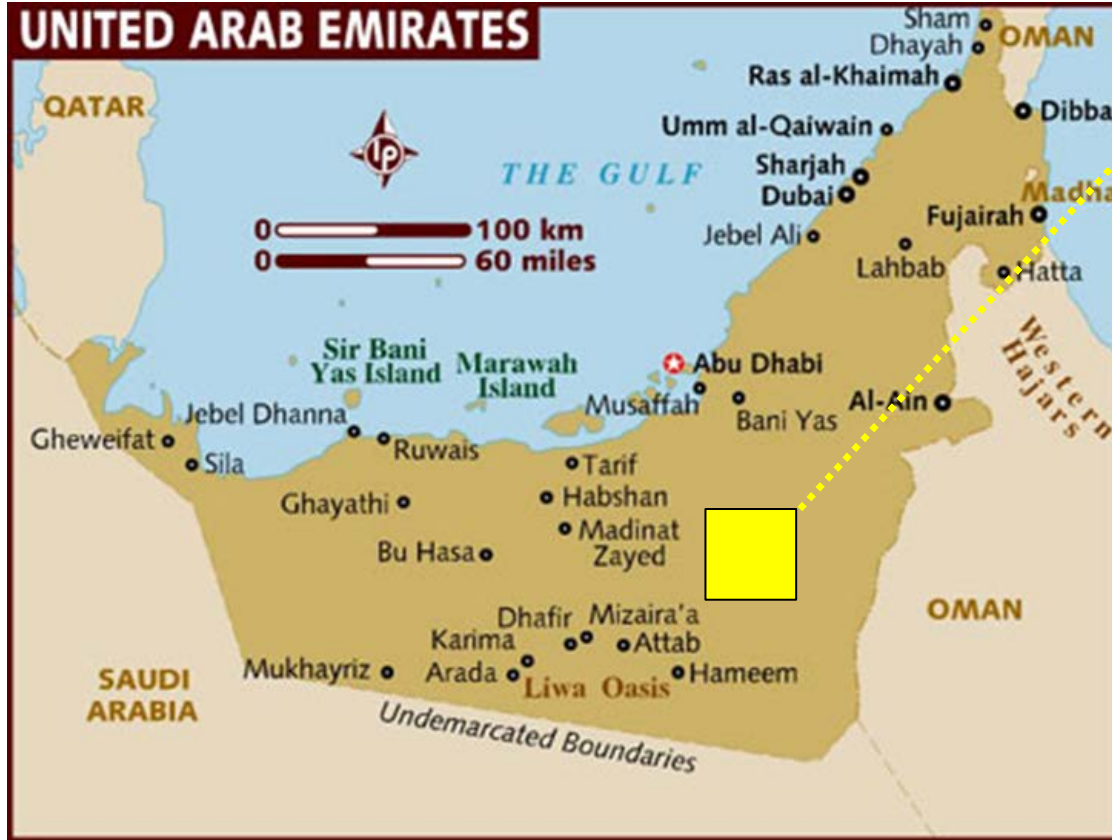 UNITED ARAB EMIRATES
Sham
OMAN
Dhayah
QATAR
Ras al-Khaimah
Dibba
Umm al-Qaiwain
lp
THE GULF
Sharjah
Dubai
Madha
Fujairah
0 100 km
Jebel Ali
0 60 miles
Lahbab
Hatta
Western
Hajars
Sir Bani
Yas Island
Marawah
Island
Abu Dhabi
Musaffah
Bani Yas
Al-Ain
Jebel Dhanna
Gheweifat
Ruwais
Sila
Tarif
Ghayathi
Habshan
Madinat
Zayed
Bu Hasa
OMAN
Dhafir
Mizaira'a
Karima
Attab
Mukhayriz
Arada
Hameem
Liwa Oasis
SAUDI
ARABIA
Undemarcated Boundaries